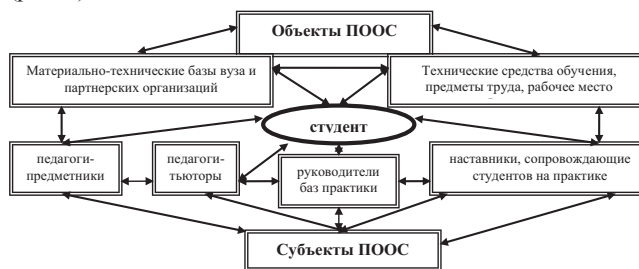 Объекты ПООС
Материально-технические базы вуза и
партнерских организаций
Технические средства обучения,
предметы труда, рабочее место
студент
педагоги-
предметники
педагоги-
тьюторы
руководители
баз практики
наставники, сопровождающие
студентов на практике
Субъекты ПООС